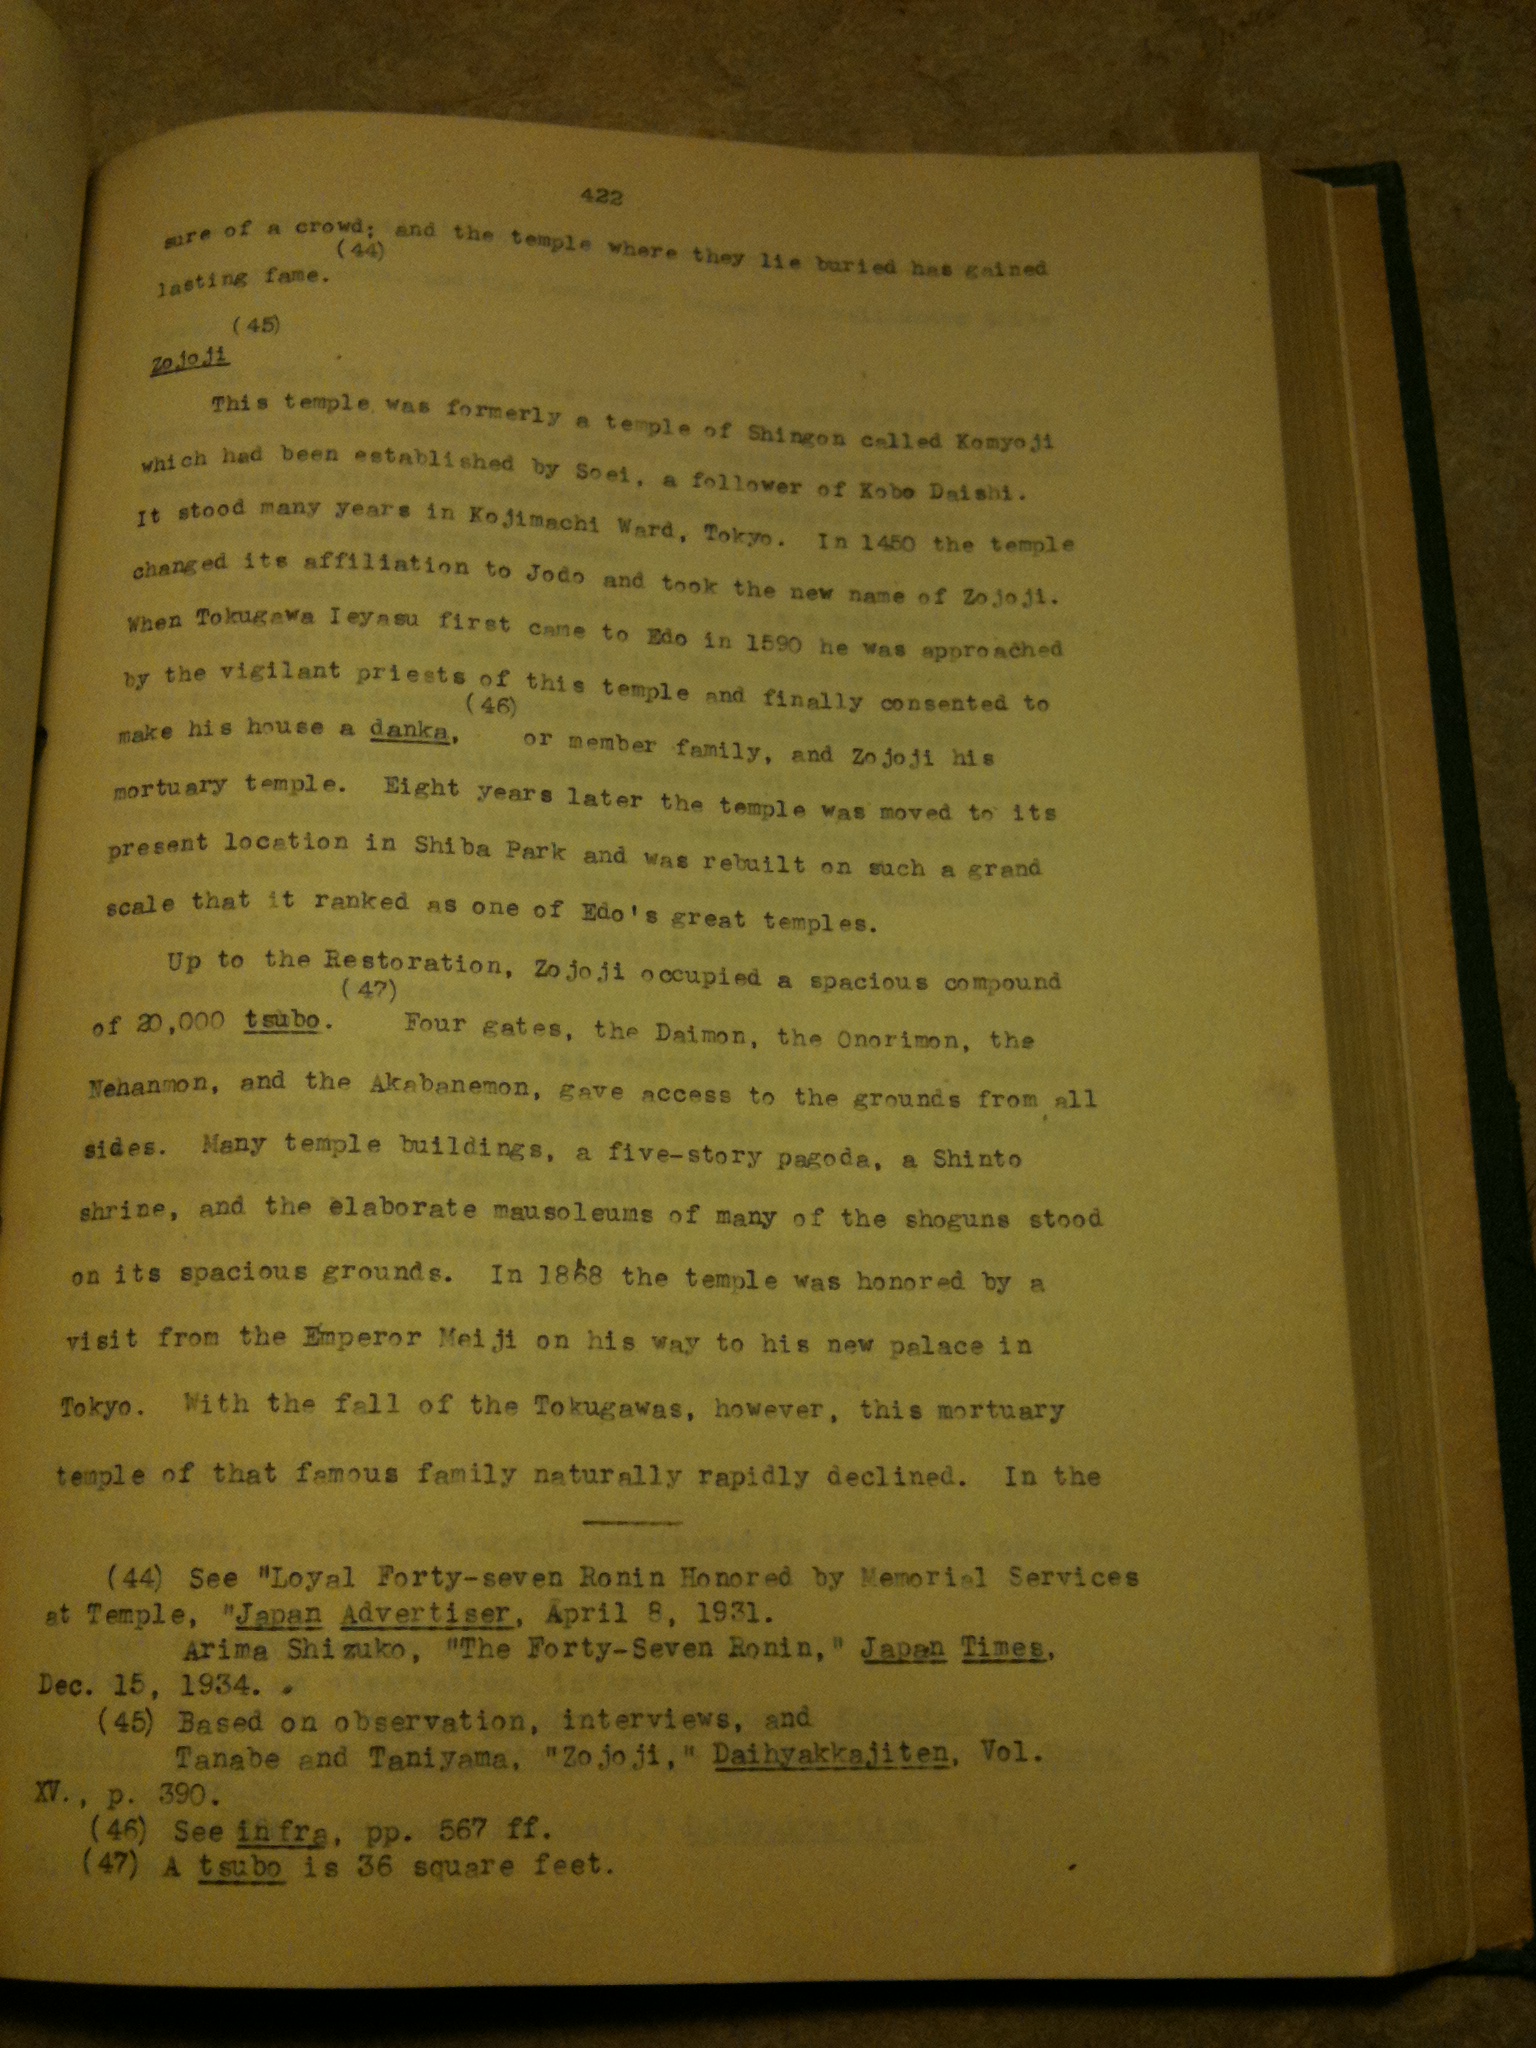 422
sure of a crowd; and the temple where they lie buried has gained
(44)
lasting fame.
(45)
Zojoji
This temple was formerly a temple of Shingon called Komyoji
which had been established by Soei, a follower of Kobo Daishi.
It stood many years in Kojimachi Ward, Tokyo. In 1450 the temple
changed its affiliation to Jodo and took the new name of Zojoji.
When Tokugawa Ieyasu first came to Edo in 1590 he was approached
by the vigilant priests of this temple and finally consented to
(46)
make his house a danka, or member family, and Zojoji his
mortuary temple. Eight years later the temple was moved to its
present location in Shiba Park and was rebuilt on such a grand
scale that it ranked as one of Edo's great temples.
Up to the Restoration, Zojoji occupied a spacious compound
(47)
of 20,000 tsubo. Four gates, the Daimon, the Onorimon, the
Nehanmon, and the Akabanemon, gave access to the grounds from all
sides. Many temple buildings, a five-story pagoda, a Shinto
shrine, and the elaborate mausoleums of many of the shoguns stood
on its spacious grounds. In 1868 the temple was honored by a
visit from the Emperor Meiji on his way to his new palace in
Tokyo. With the fall of the Tokugawas, however, this mortuary
temple of that famous family naturally rapidly declined. In the
(44) See "Loyal Forty-seven Ronin Honored by Memorial Services
at Temple, "Japan Advertiser, April 8, 1931.
Arima Shizuko, "The Forty-Seven Ronin," Japan Times,
Dec. 15, 1934.
(45) Based on observation, interviews, and
Tanabe and Taniyama, "Zojoji," Daihyakkajiten, Vol.
XV., p. 390.
(46) See infra, pp. 567 ff.
(47) A tsubo is 36 square feet.